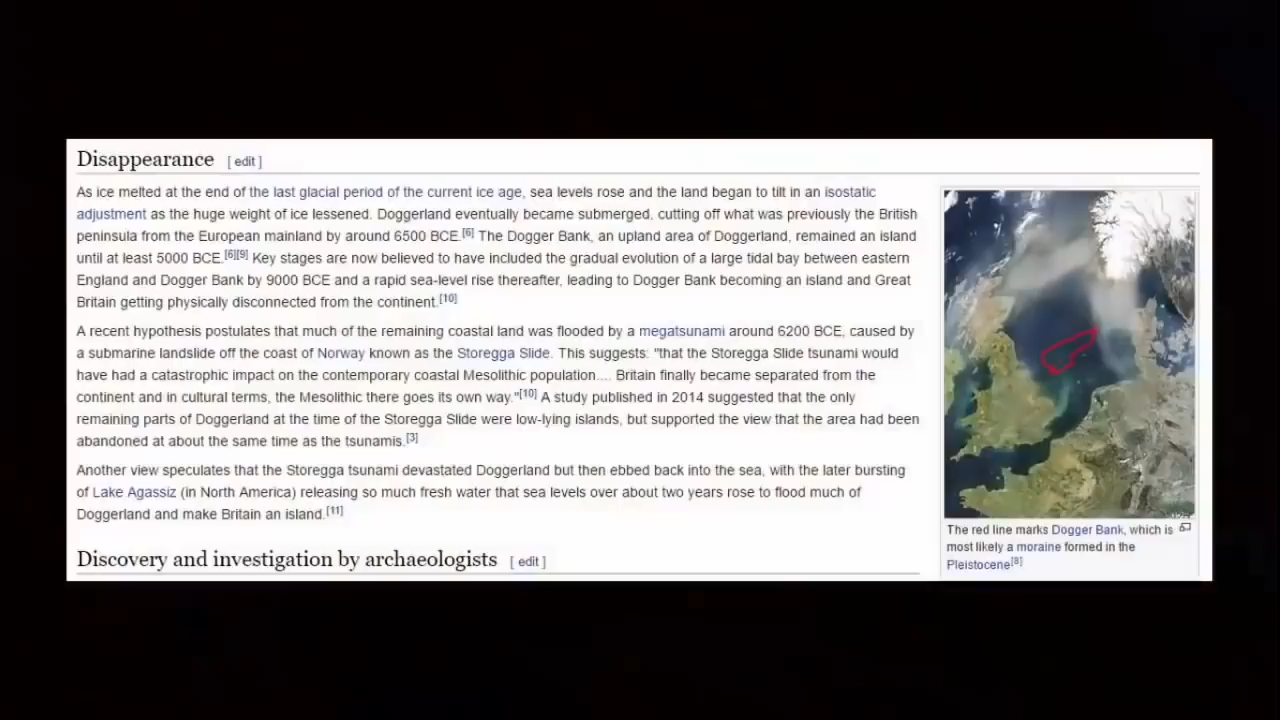 Disappearance [ edit ]
As ice melted at the end of the last glacial period of the current ice age, sea levels rose and the land began to tilt in an isostatic
adjustment as the huge weight of ice lessened. Doggerland eventually became submerged, cutting off what was previously the British
peninsula from the European mainland by around 6500 BCE.[6] The Dogger Bank, an upland area of Doggerland, remained an island
until at least 5000 BCE.[6][9] Key stages are now believed to have included the gradual evolution of a large tidal bay between eastern
England and Dogger Bank by 9000 BCE and a rapid sea-level rise thereafter, leading to Dogger Bank becoming an island and Great
Britain getting physically disconnected from the continent.[10]
A recent hypothesis postulates that much of the remaining coastal land was flooded by a megatsunami around 6200 BCE, caused by
a submarine landslide off the coast of Norway known as the Storegga Slide. This suggests: "that the Storegga Slide tsunami would
have had a catastrophic impact on the contemporary coastal Mesolithic population.... Britain finally became separated from the
continent and in cultural terms, the Mesolithic there goes its own way."[10] A study published in 2014 suggested that the only
remaining parts of Doggerland at the time of the Storegga Slide were low-lying islands, but supported the view that the area had been
abandoned at about the same time as the tsunamis.[3]
Another view speculates that the Storegga tsunami devastated Doggerland but then ebbed back into the sea, with the later bursting
of Lake Agassiz (in North America) releasing so much fresh water that sea levels over about two years rose to flood much of
Doggerland and make Britain an island.[11]
Discovery and investigation by archaeologists [ edit ]
The red line marks Dogger Bank, which is
most likely a moraine formed in the
Pleistocene[8]